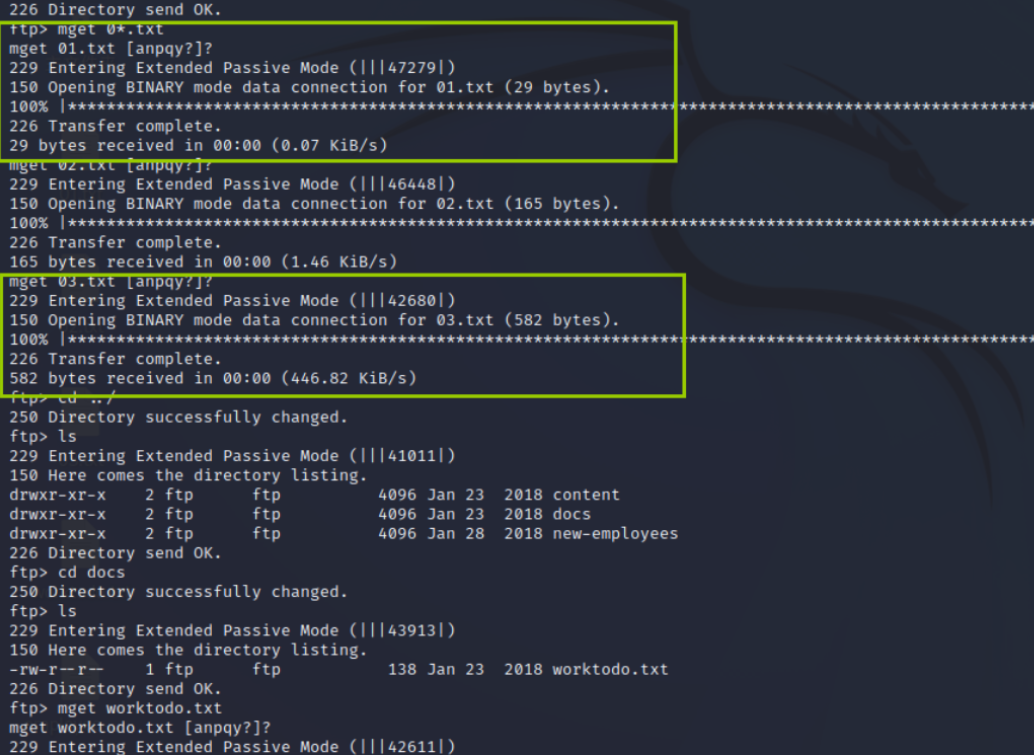 226 Directory send OK.
ftp> mget 0*.txt
mget 01.txt [anpqy?]?
229 Entering Extended Passive Mode (|||47279|)
150 Opening BINARY mode data connection for 01.txt (29 bytes).
100% |***************************************************************************************************
226 Transfer complete.
29 bytes received in 00:00 (0.07 KiB/s)
mget 02.txt [anpqy?]?
229 Entering Extended Passive Mode (|||46448|)
150 Opening BINARY mode data connection for 02.txt (165 bytes).
100% |***************************************************************************************************
226 Transfer complete.
165 bytes received in 00:00 (1.46 KiB/s)
mget 03.txt [anpqy?]?
229 Entering Extended Passive Mode (|||42680|)
150 Opening BINARY mode data connection for 03.txt (582 bytes).
100% |***************************************************************************************************
226 Transfer complete.
582 bytes received in 00:00 (446.82 KiB/s)
ftp> cd ../
250 Directory successfully changed.
ftp> ls
229 Entering Extended Passive Mode (|||41011|)
150 Here comes the directory listing.
drwxr-xr-x    2 ftp      ftp          4096 Jan 23  2018 content
drwxr-xr-x    2 ftp      ftp          4096 Jan 23  2018 docs
drwxr-xr-x    2 ftp      ftp          4096 Jan 28  2018 new-employees
226 Directory send OK.
ftp> cd docs
250 Directory successfully changed.
ftp> ls
229 Entering Extended Passive Mode (|||43913|)
150 Here comes the directory listing.
-rw-r--r--    1 ftp      ftp           138 Jan 23  2018 worktodo.txt
226 Directory send OK.
ftp> mget worktodo.txt
mget worktodo.txt [anpqy?]?
229 Entering Extended Passive Mode (|||42611|)